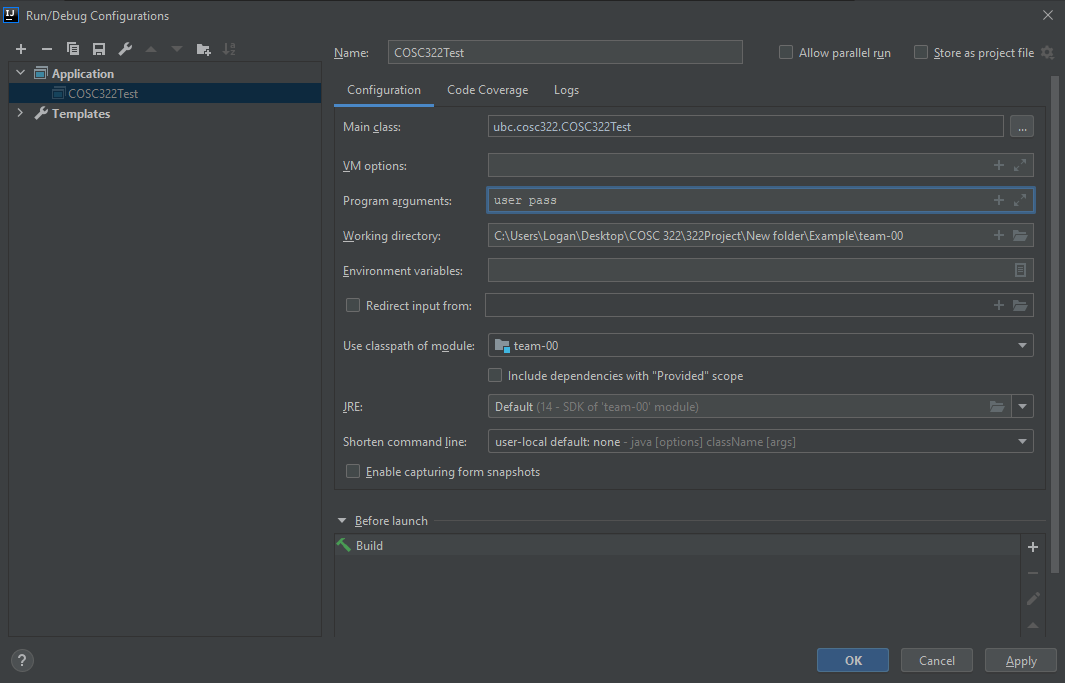 IJ Run/Debug Configurations
Application
COSC322Test
Templates
Name: COSC322Test Allow parallel run Store as project file
Configuration Code Coverage Logs
Main class: ubc.cosc322.COSC322Test ...
VM options:
Program arguments: user pass
Working directory: C:\Users\Logan\Desktop\COSC 322\322Project\New folder\Example\team-00
Environment variables:
Redirect input from:
Use classpath of module: team-00
Include dependencies with "Provided" scope
JRE: Default (14 - SDK of 'team-00' module)
Shorten command line: user-local default: none - java [options] className [args]
Enable capturing form snapshots
Before launch
Build
? OK Cancel Apply